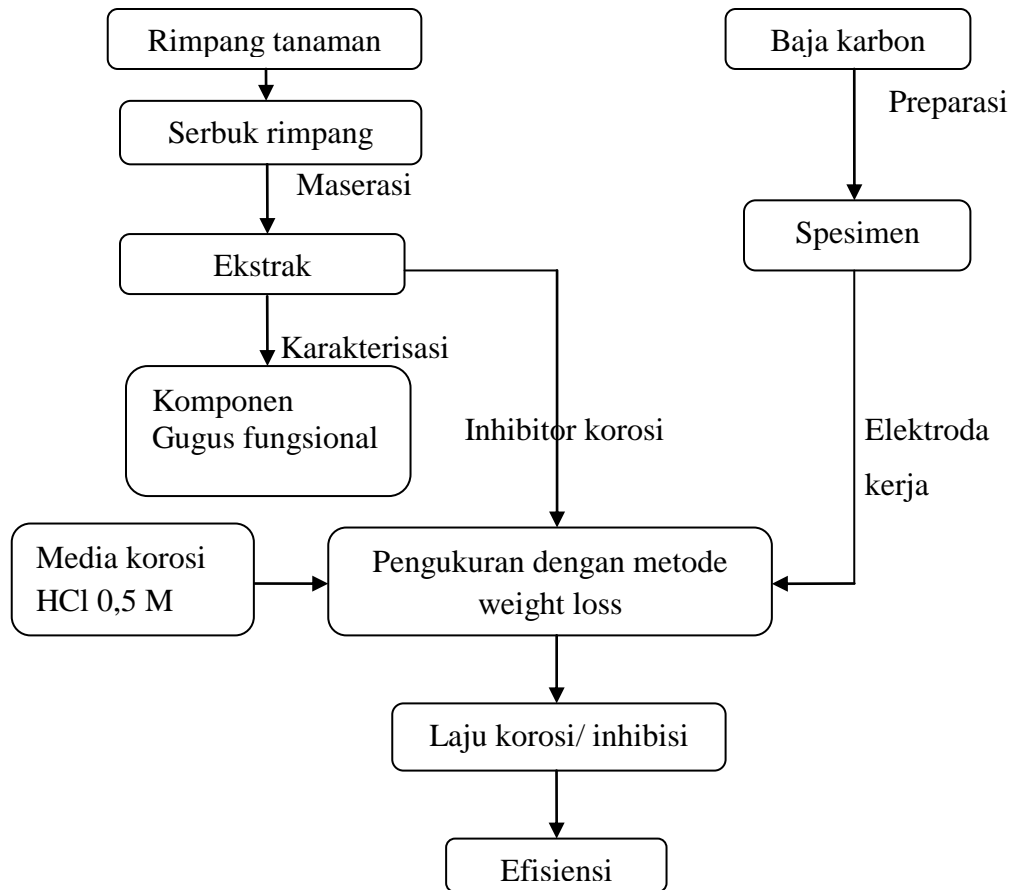 Rimpang tanaman
Baja karbon
Preparasi
Serbuk rimpang
Maserasi
Spesimen
Ekstrak
Karakterisasi
Komponen
Gugus fungsional
Inhibitor korosi
Elektroda
kerja
Media korosi
HCl 0,5 M
Pengukuran dengan metode
weight loss
Laju korosi/ inhibisi
Efisiensi